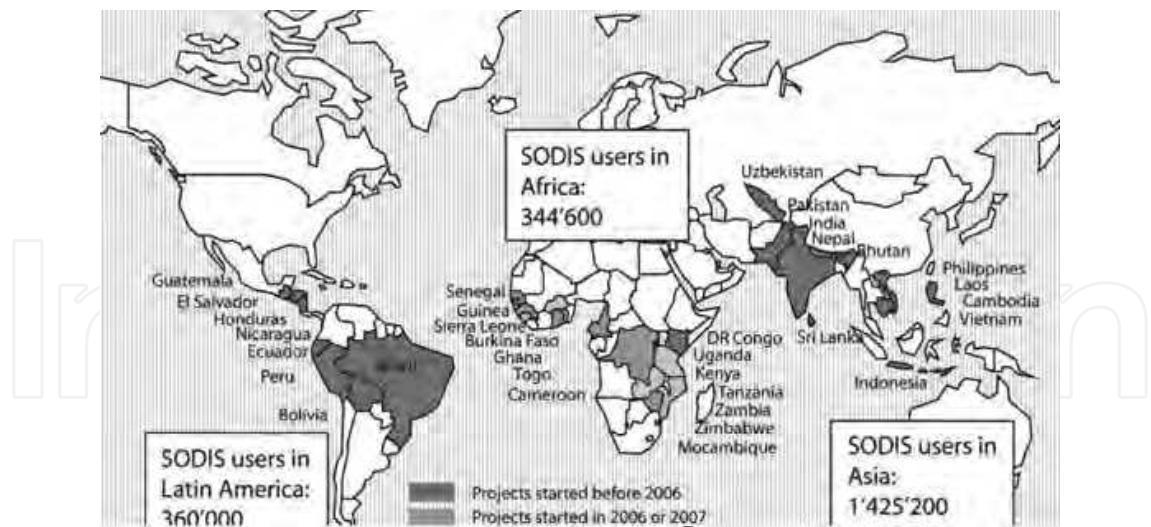 SODIS users in
Africa:
344'600
Uzbekistan
Pakistan
India
Nepal
Bhutan
Guatemala
El Salvador
Honduras
Nicaragua
Ecuador
Peru
Bolivia
Brazil
Senegal
Guinea
Sierra Leone
Burkina Faso
Ghana
Togo
Cameroon
DR Congo
Uganda
Kenya
Tanzania
Zambia
Zimbabwe
Mocambique
Sri Lanka
Philippines
Laos
Cambodia
Vietnam
Indonesia
SODIS users in
Latin America:
360'000
SODIS users in
Asia:
1'425'200
Projects started before 2006
Projects started in 2006 or 2007